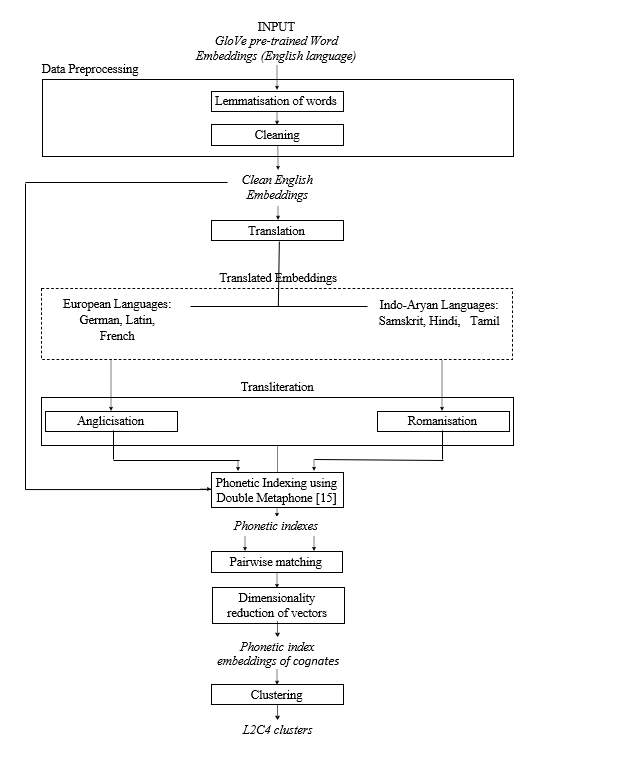 INPUT
GloVe pre-trained Word
Embeddings (English language)
Data Preprocessing
Lemmatisation of words
Cleaning
Clean English
Embeddings
Translation
Translated Embeddings
European Languages:
German, Latin,
French
Indo-Aryan Languages:
Samskrit, Hindi, Tamil
Transliteration
Anglicisation
Romanisation
Phonetic Indexing using
Double Metaphone [15]
Phonetic indexes
Pairwise matching
Dimensionality
reduction of vectors
Phonetic index
embeddings of cognates
Clustering
L2C4 clusters